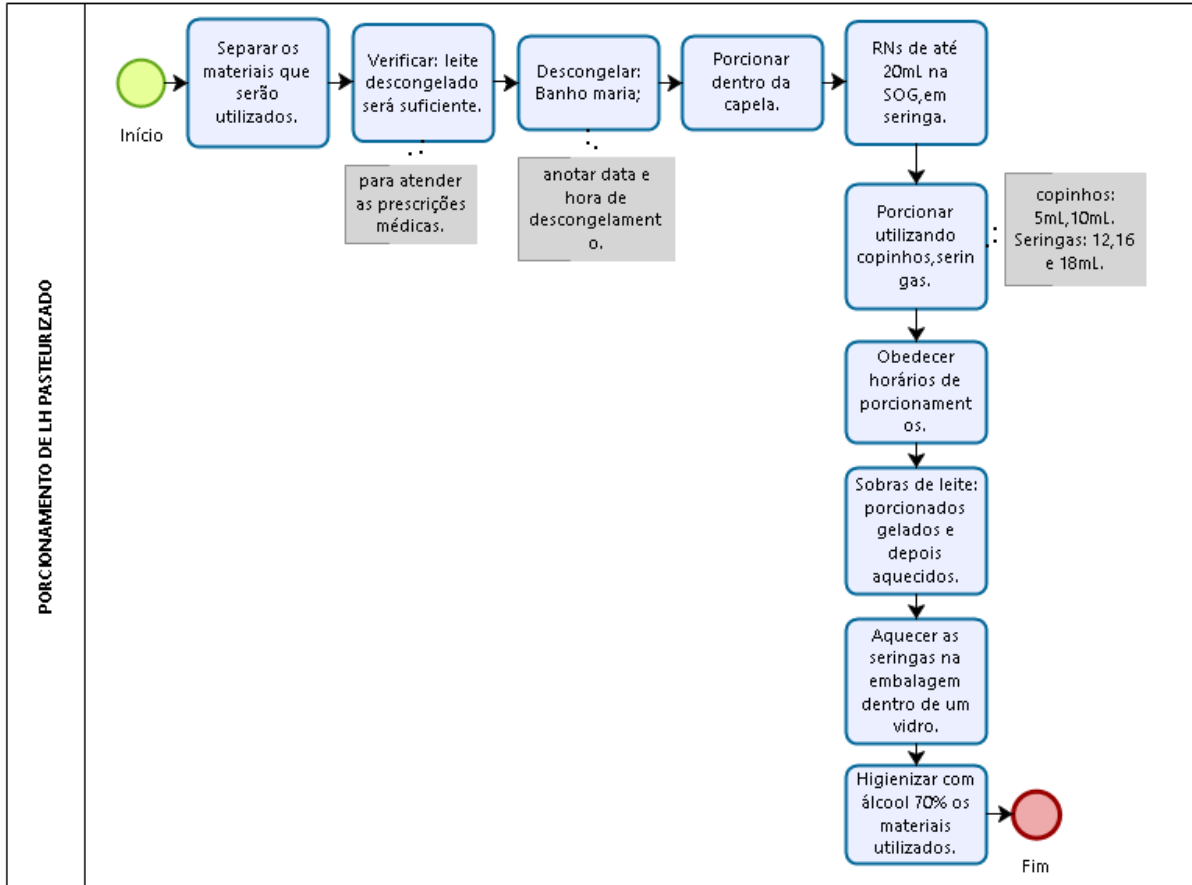 PORCIONAMENTO DE LH PASTEURIZADO
Início
Separar os
materiais que
serão
utilizados.
Verificar: leite
descongelado
será suficiente.
para atender
as prescrições
médicas.
Descongelar:
Banho maria;
anotar data e
hora de
descongelament
o.
Porcionar
dentro da
capela.
RNs de até
20mL na
SOG,em
seringa.
Porcionar
utilizando
copinhos,serin
gas.
copinhos:
5mL,10mL.
Seringas: 12,16
e 18mL.
Obedecer
horários de
porcionament
os.
Sobras de leite:
porcionados
gelados e
depois
aquecidos.
Aquecer as
seringas na
embalagem
dentro de um
vidro.
Higienizar com
álcool 70% os
materiais
utilizados.
Fim